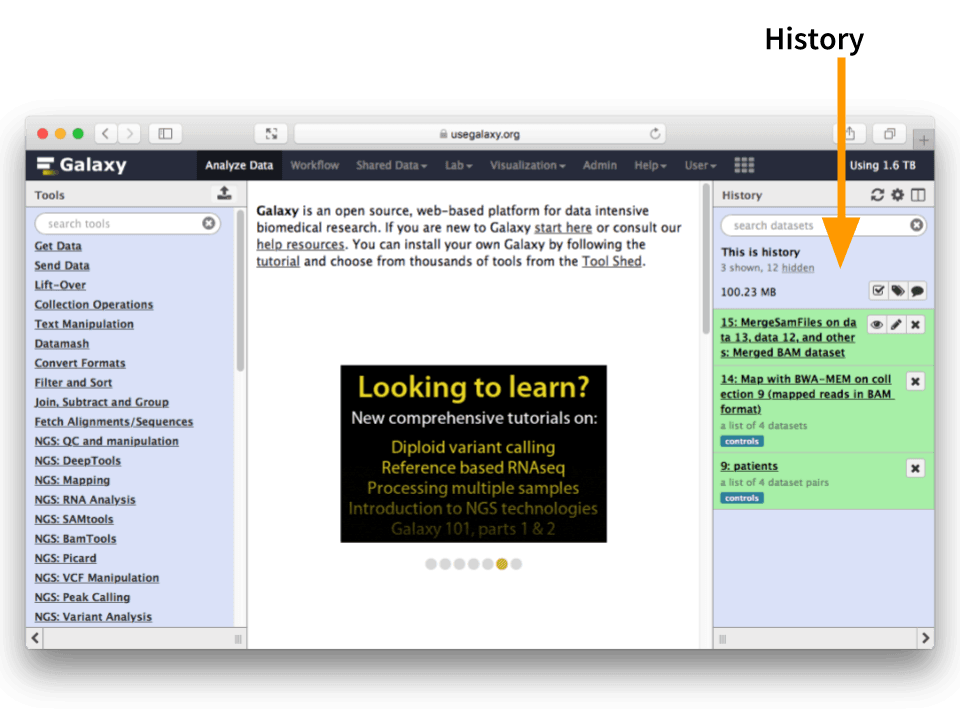 History
usegalaxy.org
Galaxy
Analyze Data
Workflow
Shared Data
Lab
Visualization
Admin
Help
User
Using 1.6 TB
Tools
search tools
Get Data
Send Data
Lift-Over
Collection Operations
Text Manipulation
Datamash
Convert Formats
Filter and Sort
Join, Subtract and Group
Fetch Alignments/Sequences
NGS: QC and manipulation
NGS: DeepTools
NGS: Mapping
NGS: RNA Analysis
NGS: SAMtools
NGS: BamTools
NGS: Picard
NGS: VCF Manipulation
NGS: Peak Calling
NGS: Variant Analysis
Galaxy is an open source, web-based platform for data intensive
biomedical research. If you are new to Galaxy start here or consult our
help resources. You can install your own Galaxy by following the
tutorial and choose from thousands of tools from the Tool Shed.
Looking to learn?
New comprehensive tutorials on:
Diploid variant calling
Reference based RNAseq
Processing multiple samples
Introduction to NGS technologies
Galaxy 101, parts 1 & 2
History
search datasets
This is history
3 shown, 12 hidden
100.23 MB
15: MergeSamFiles on da
ta 13, data 12, and other
s: Merged BAM dataset
14: Map with BWA-MEM on coll
ection 9 (mapped reads in BAM
format)
a list of 4 datasets
controls
9: patients
a list of 4 dataset pairs
controls